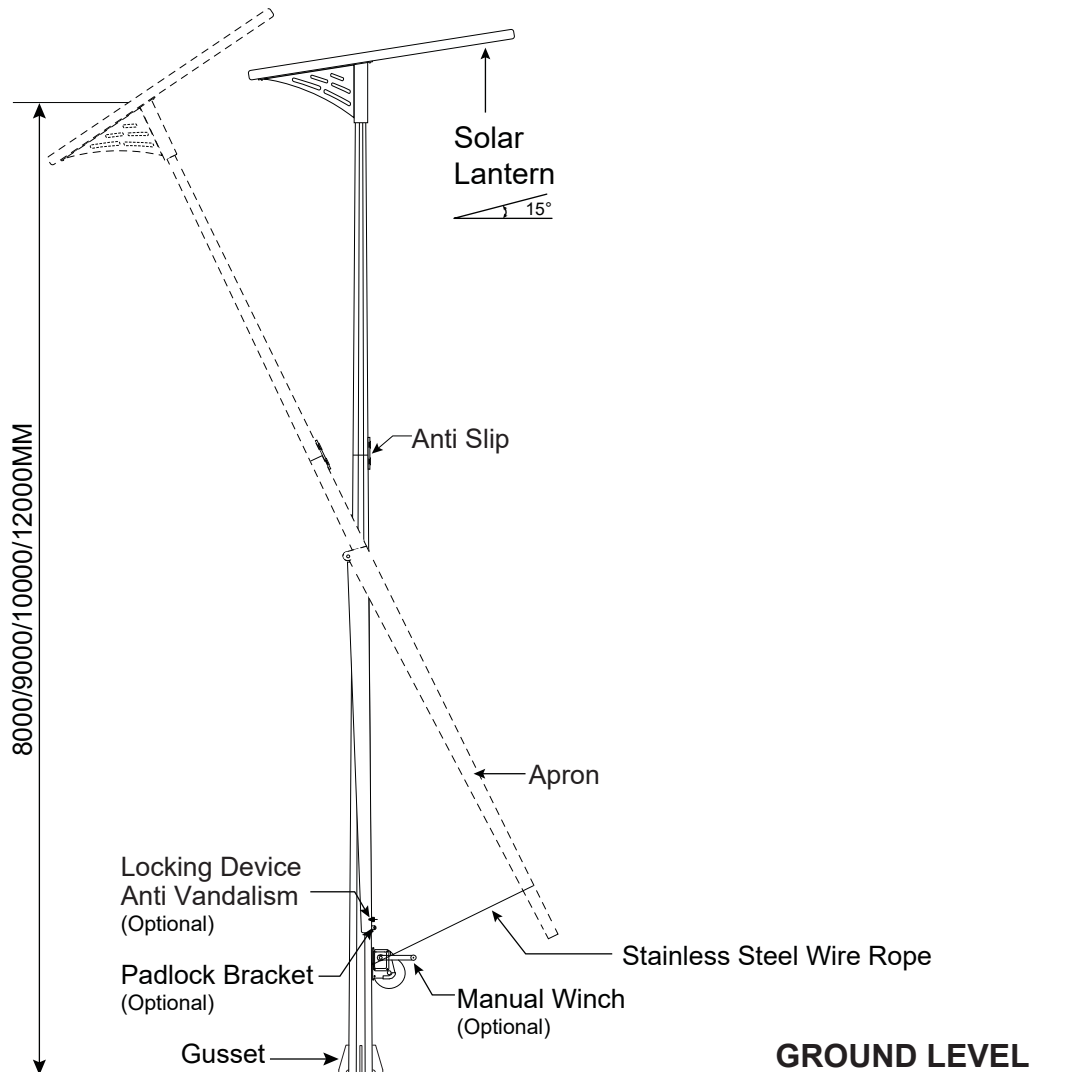 Solar
Lantern
15°
8000/9000/10000/12000MM
Anti Slip
Apron
Locking Device
Anti Vandalism
(Optional)
Padlock Bracket
(Optional)
Stainless Steel Wire Rope
Manual Winch
(Optional)
Gusset
GROUND LEVEL